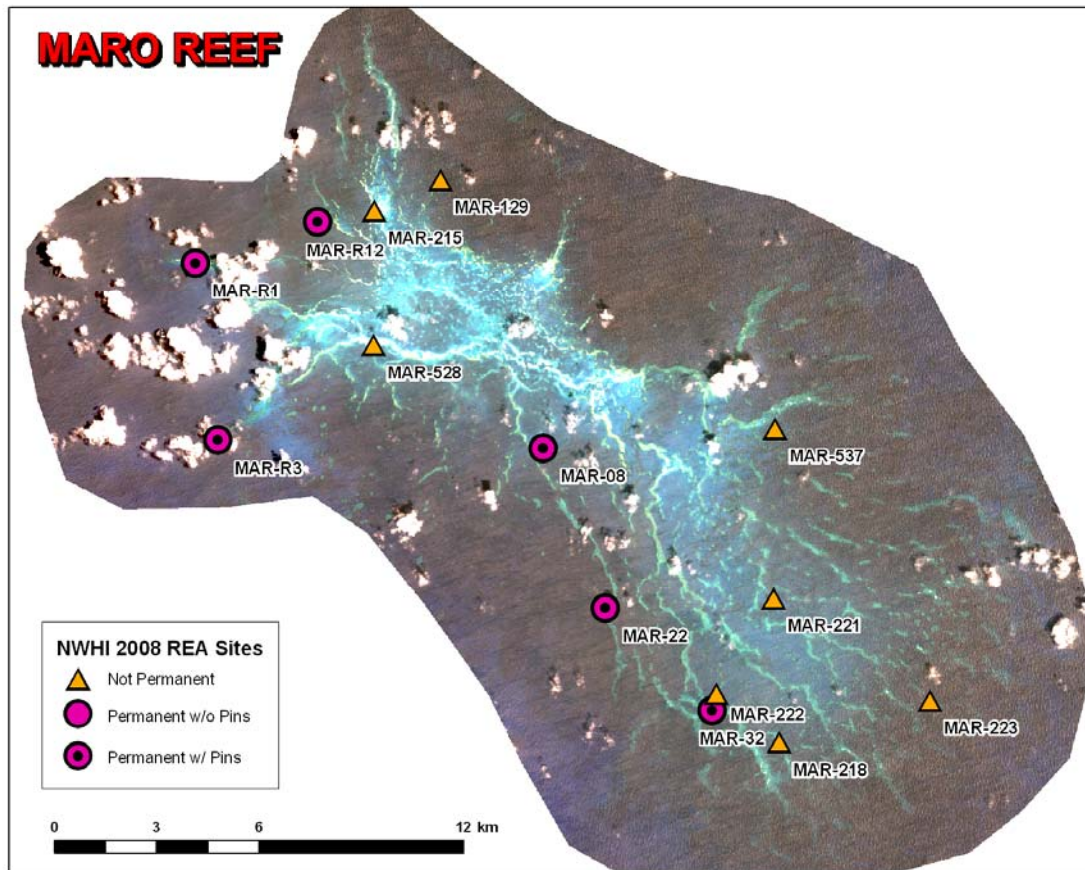 MARO REEF
MAR-129
MAR-215
MAR-R12
MAR-R1
MAR-528
MAR-R3
MAR-08
MAR-537
MAR-22
MAR-221
MAR-222
MAR-32
MAR-223
MAR-218
NWHI 2008 REA Sites
Not Permanent
Permanent w/o Pins
Permanent w/ Pins
0 3 6 12 km